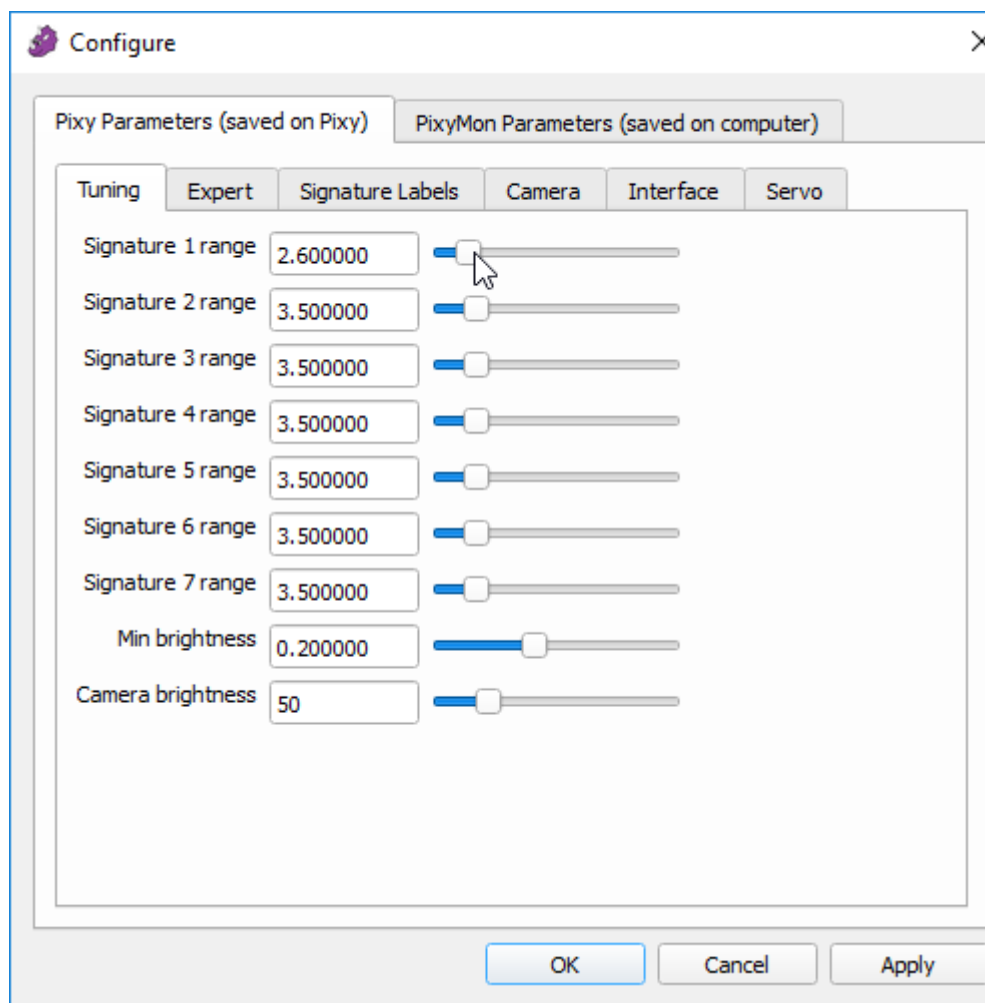 Configure
Pixy Parameters (saved on Pixy) PixyMon Parameters (saved on computer)
Tuning Expert Signature Labels Camera Interface Servo
Signature 1 range 2.600000
Signature 2 range 3.500000
Signature 3 range 3.500000
Signature 4 range 3.500000
Signature 5 range 3.500000
Signature 6 range 3.500000
Signature 7 range 3.500000
Min brightness 0.200000
Camera brightness 50
OK Cancel Apply